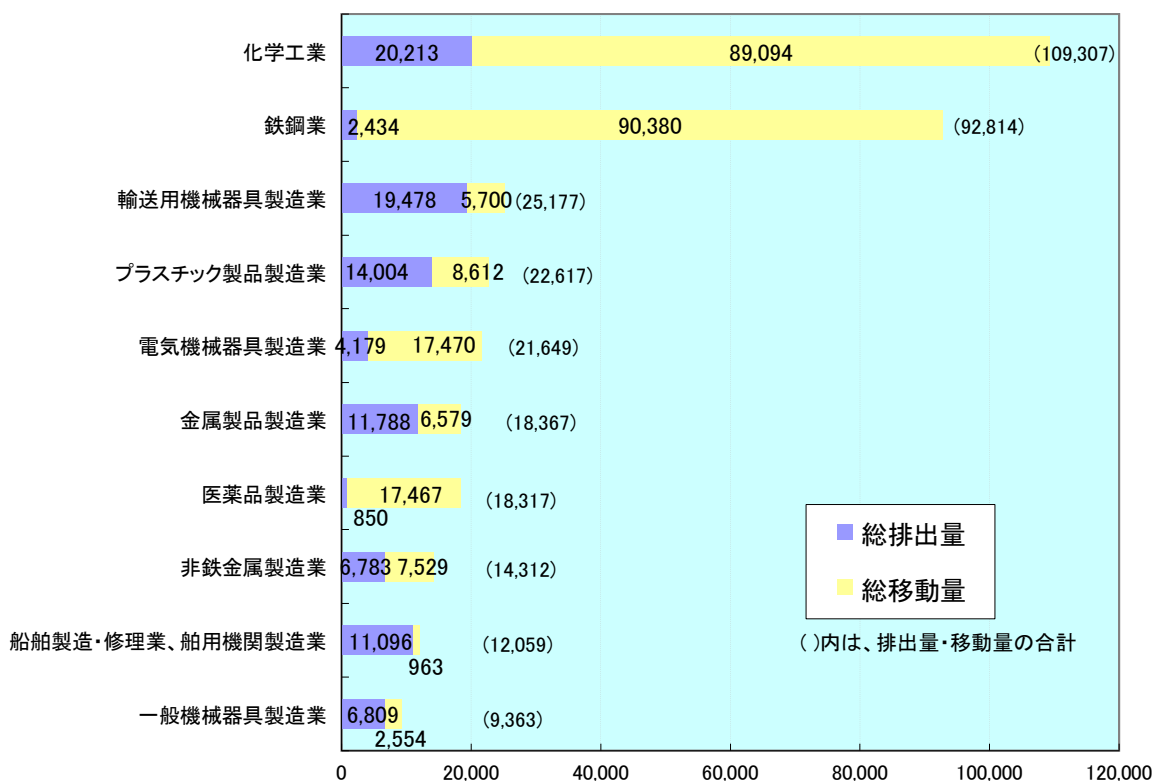 化学工業 20,213 89,094 (109,307)
鉄鋼業 2,434 90,380 (92,814)
輸送用機械器具製造業 19,478 5,700 (25,177)
プラスチック製品製造業 14,004 8,612 (22,617)
電気機械器具製造業 4,179 17,470 (21,649)
金属製品製造業 11,788 6,579 (18,367)
医薬品製造業 17,467 (18,317)
850
非鉄金属製造業 6,783 7,529 (14,312)
船舶製造・修理業、舶用機関製造業 11,096 (12,059)
963
一般機械器具製造業 6,809 (9,363)
2,554
総排出量
総移動量
( )内は、排出量・移動量の合計
0 20,000 40,000 60,000 80,000 100,000 120,000